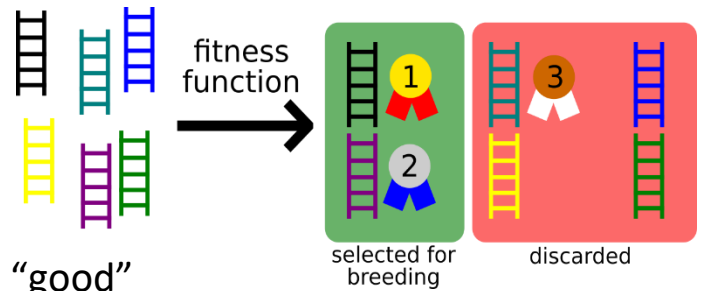 fitness
function
1
2
3
selected for
breeding
discarded
“good”